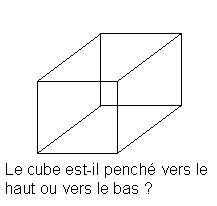 Le cube est-il penché vers le
haut ou vers le bas ?